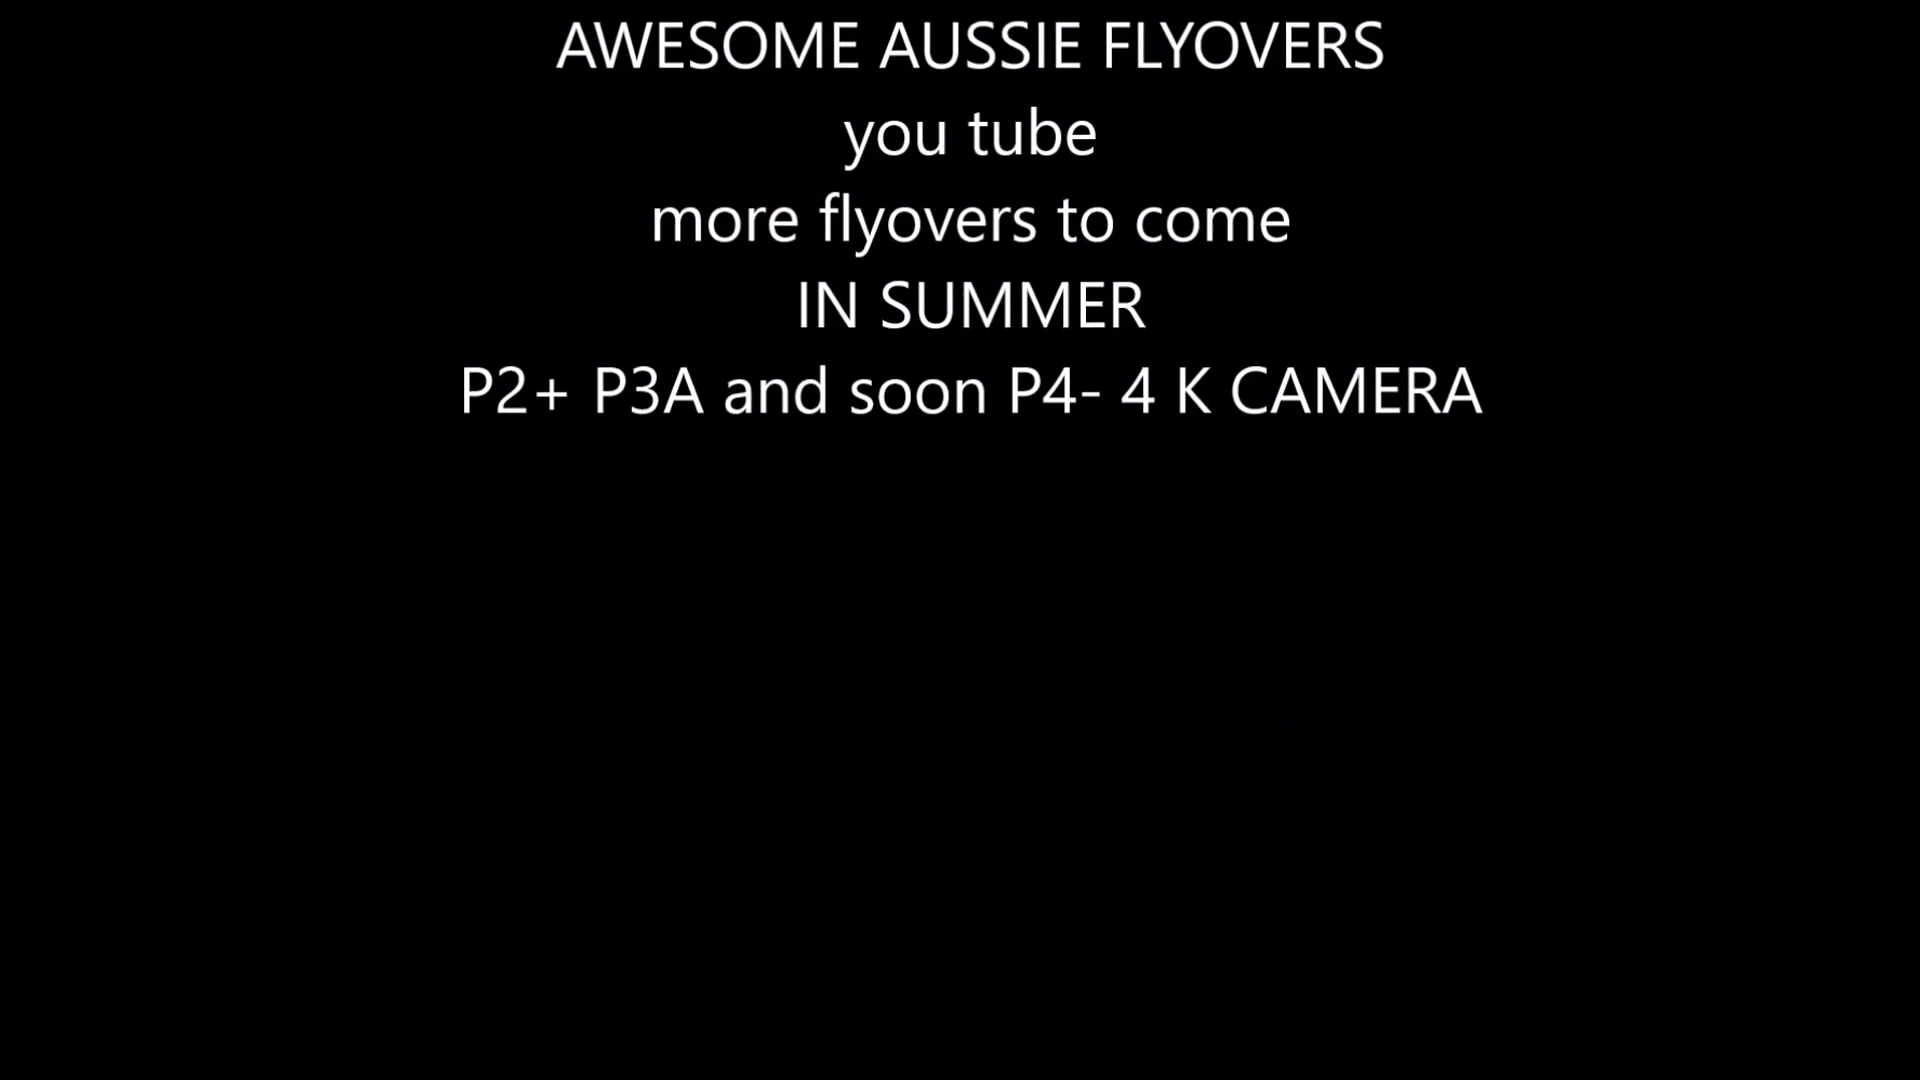 AWESOME AUSSIE FLYOVERS
you tube
more flyovers to come
IN SUMMER
P2+ P3A and soon P4- 4 K CAMERA